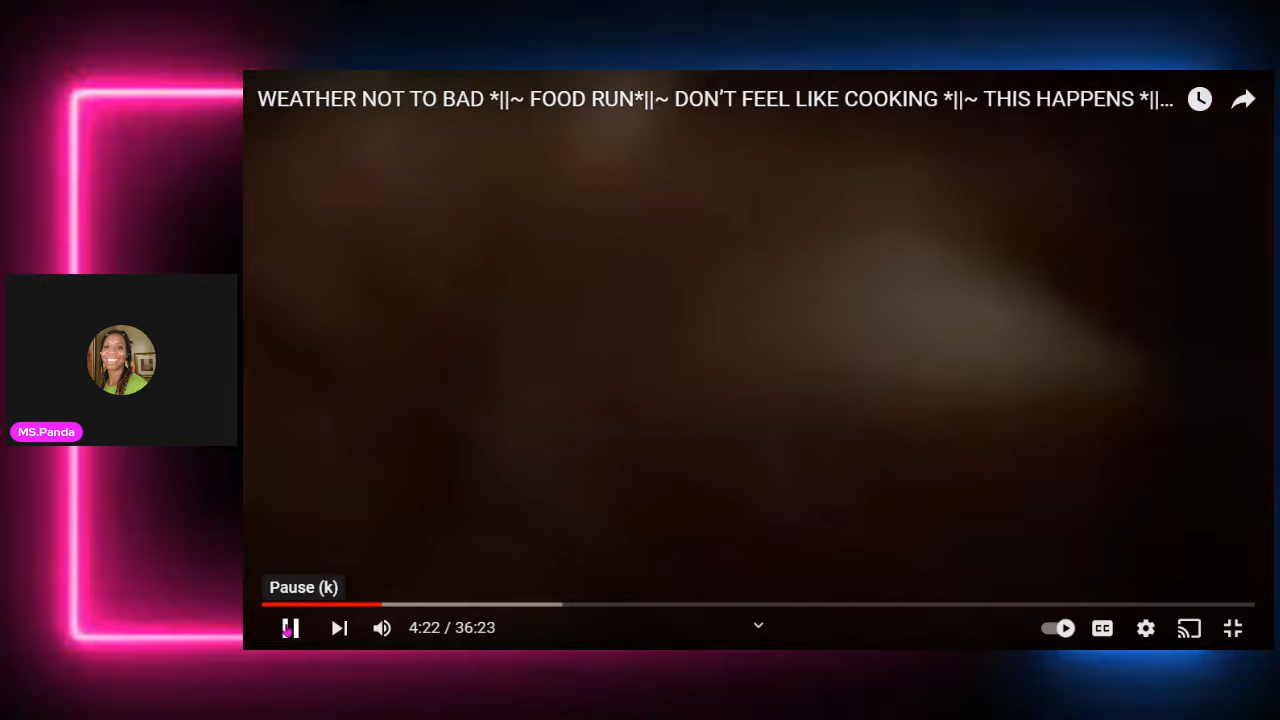 WEATHER NOT TO BAD *||~ FOOD RUN*||~ DON’T FEEL LIKE COOKING *||~ THIS HAPPENS *||...
MS.Panda
Pause (k)
4:22 / 36:23
CC